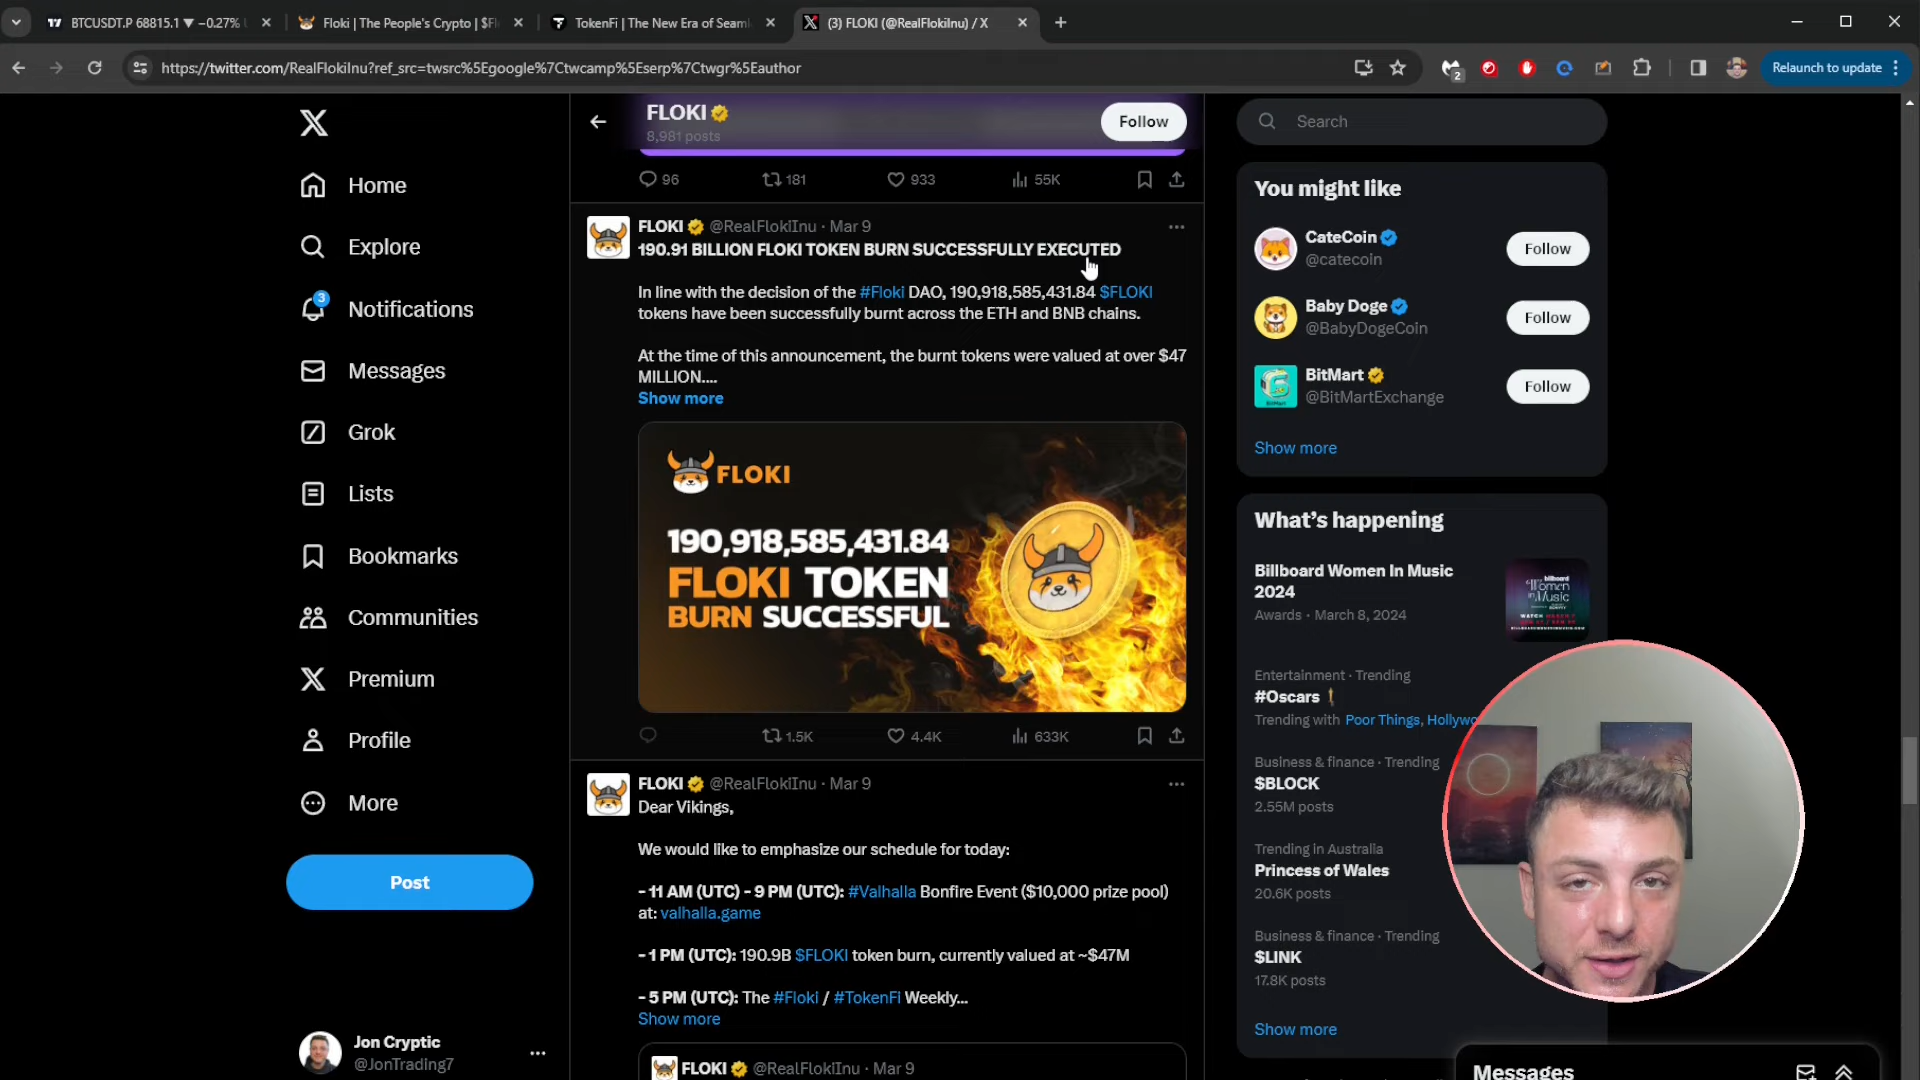 BTCUSDT.P 68815.1 ▼ −0.27%
Floki | The People's Crypto | $Fl
TokenFi | The New Era of Seaml
(3) FLOKI (@RealFlokiInu) / X
https://twitter.com/RealFlokiInu?ref_src=twsrc%5Egoogle%7Ctwcamp%5Eserp%7Ctwgr%5Eauthor
2
Relaunch to update
Home
Explore
3
Notifications
Messages
Grok
Lists
Bookmarks
Communities
Premium
Profile
More
Post
Jon Cryptic
@JonTrading7
FLOKI
8,981 posts
Follow
96 181 933 55K
FLOKI @RealFlokiInu · Mar 9
190.91 BILLION FLOKI TOKEN BURN SUCCESSFULLY EXECUTED
In line with the decision of the #Floki DAO, 190,918,585,431.84 $FLOKI
tokens have been successfully burnt across the ETH and BNB chains.
At the time of this announcement, the burnt tokens were valued at over $47
MILLION....
Show more
FLOKI
190,918,585,431.84
FLOKI TOKEN
BURN SUCCESSFUL
1.5K 4.4K 633K
FLOKI @RealFlokiInu · Mar 9
Dear Vikings,
We would like to emphasize our schedule for today:
- 11 AM (UTC) - 9 PM (UTC): #Valhalla Bonfire Event ($10,000 prize pool)
at: valhalla.game
- 1 PM (UTC): 190.9B $FLOKI token burn, currently valued at ~$47M
- 5 PM (UTC): The #Floki / #TokenFi Weekly...
Show more
FLOKI @RealFlokiInu · Mar 9
Search
You might like
CateCoin
@catecoin
Follow
Baby Doge
@BabyDogeCoin
Follow
BitMart
@BitMartExchange
Follow
Show more
What's happening
Billboard Women In Music
2024
Awards · March 8, 2024
Entertainment · Trending
#Oscars
Trending with Poor Things, Hollywo
Business & finance · Trending
$BLOCK
2.55M posts
Trending in Australia
Princess of Wales
20.6K posts
Business & finance · Trending
$LINK
17.8K posts
Show more
Messages